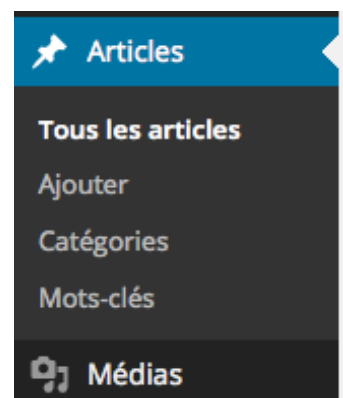 Articles
Tous les articles
Ajouter
Catégories
Mots-clés
Médias